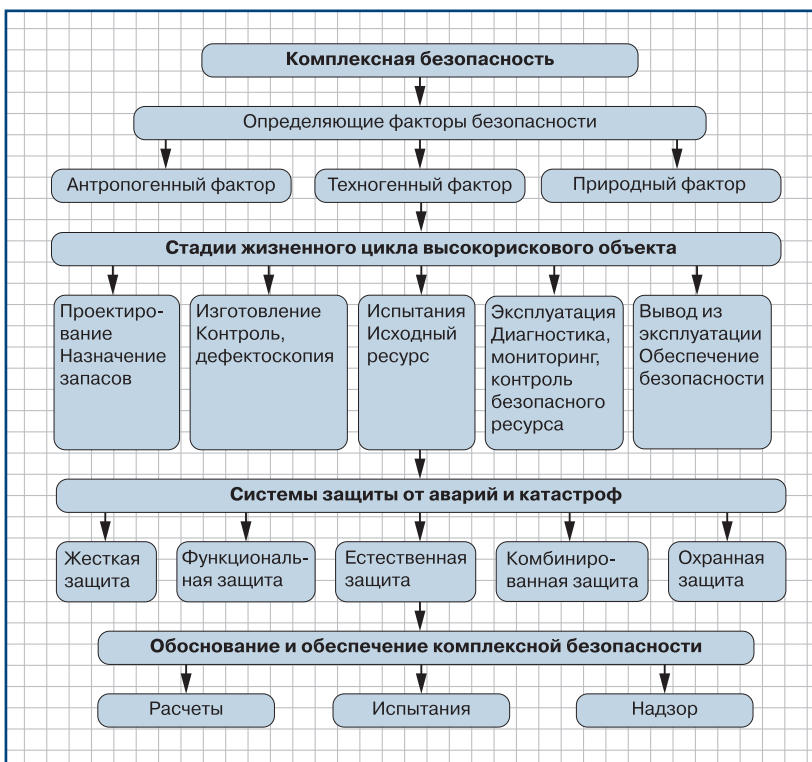 Комплексная безопасность
Определяющие факторы безопасности
Антропогенный фактор
Техногенный фактор
Природный фактор
Стадии жизненного цикла высокорискового объекта
Проектиро-
вание
Назначение
запасов
Изготовление
Контроль,
дефектоскопия
Испытания
Исходный
ресурс
Эксплуатация
Диагностика,
мониторинг,
контроль
безопасного
ресурса
Вывод из
эксплуатации
Обеспечение
безопасности
Системы защиты от аварий и катастроф
Жесткая
защита
Функциональ-
ная защита
Естественная
защита
Комбиниро-
ванная защита
Охранная
защита
Обоснование и обеспечение комплексной безопасности
Расчеты
Испытания
Надзор